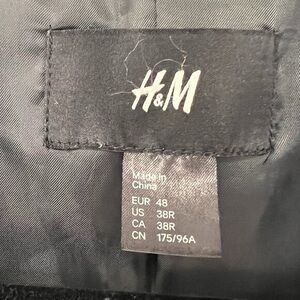 H&M
Made in
China
EUR 48
US 38R
CA 38R
CN 175/96A